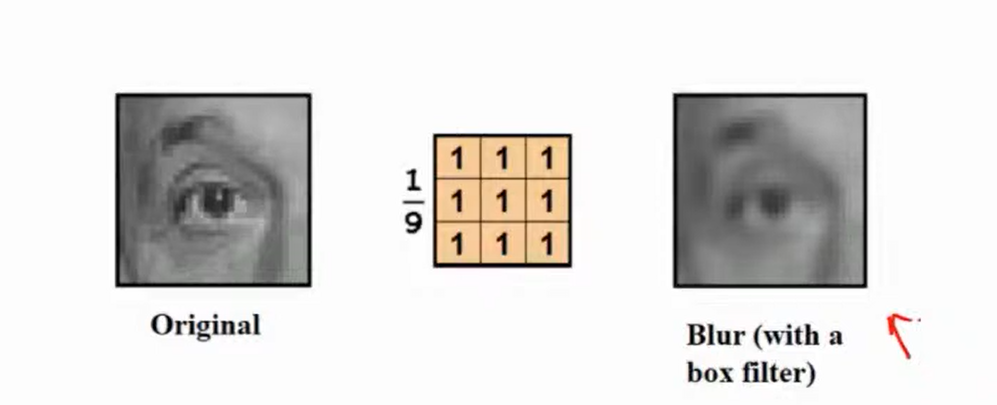 1
9
1 1 1
1 1 1
1 1 1
Original
Blur (with a
box filter)